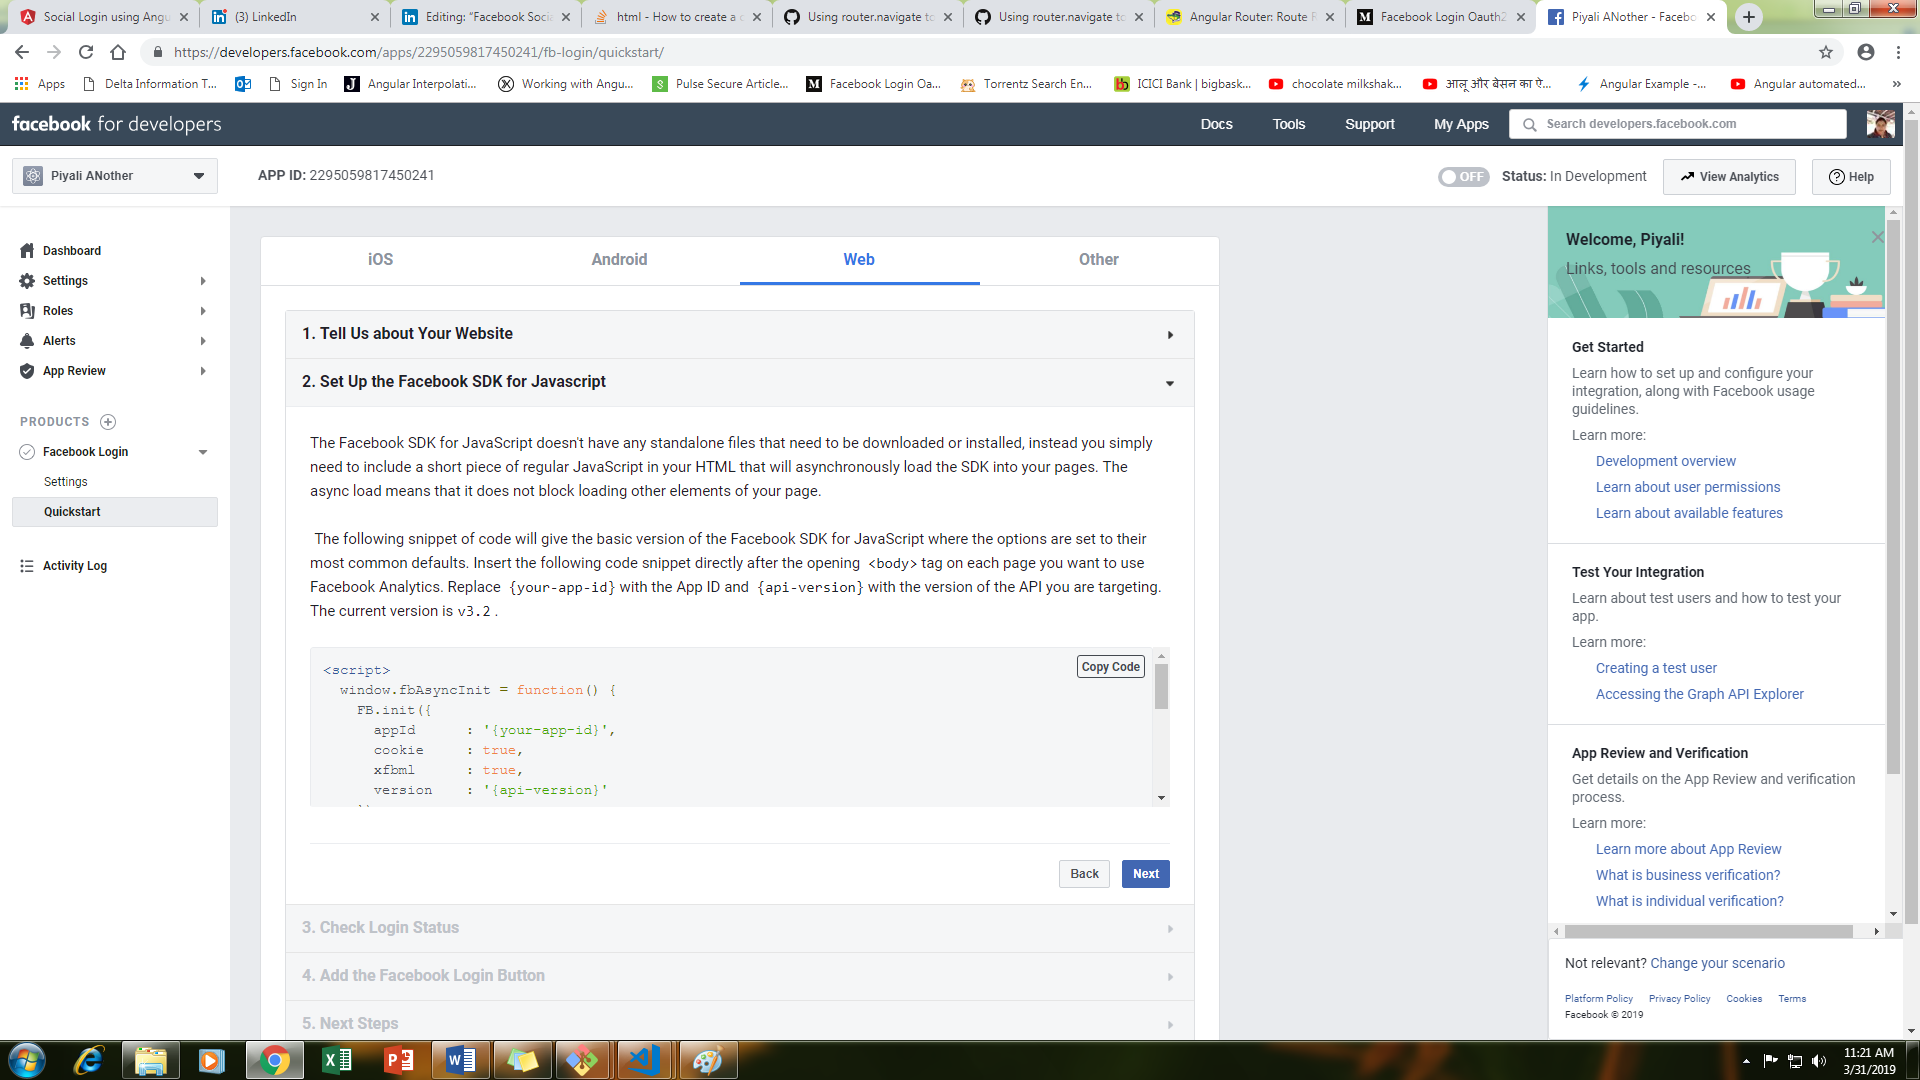 Social Login using Angu
(3) LinkedIn
Editing: "Facebook Socia
html - How to create a c
Using router.navigate to
Using router.navigate to
Angular Router: Route P
Facebook Login Oauth2
Piyali ANother - Facebo
https://developers.facebook.com/apps/2295059817450241/fb-login/quickstart/
Apps
Delta Information T...
Sign In
Angular Interpolati...
Working with Angu...
Pulse Secure Article...
Facebook Login Oa...
Torrentz Search En...
ICICI Bank | bigbask...
chocolate milkshak...
आलू और बेसन का ऐ...
Angular Example -...
Angular automated...
»
facebook for developers
Docs
Tools
Support
My Apps
Search developers.facebook.com
Piyali ANother
APP ID: 2295059817450241
OFF
Status: In Development
View Analytics
Help
Dashboard
Settings
Roles
Alerts
App Review
PRODUCTS
Facebook Login
Settings
Quickstart
Activity Log
iOS
Android
Web
Other
1. Tell Us about Your Website
2. Set Up the Facebook SDK for Javascript
The Facebook SDK for JavaScript doesn't have any standalone files that need to be downloaded or installed, instead you simply
need to include a short piece of regular JavaScript in your HTML that will asynchronously load the SDK into your pages. The
async load means that it does not block loading other elements of your page.
The following snippet of code will give the basic version of the Facebook SDK for JavaScript where the options are set to their
most common defaults. Insert the following code snippet directly after the opening <body> tag on each page you want to use
Facebook Analytics. Replace {your-app-id} with the App ID and {api-version} with the version of the API you are targeting.
The current version is v3.2 .
Copy Code
<script>
window.fbAsyncInit = function() {
FB.init({
appId : '{your-app-id}',
cookie : true,
xfbml : true,
version : '{api-version}'
Back
Next
3. Check Login Status
4. Add the Facebook Login Button
5. Next Steps
Welcome, Piyali!
Links, tools and resources
Get Started
Learn how to set up and configure your
integration, along with Facebook usage
guidelines.
Learn more:
Development overview
Learn about user permissions
Learn about available features
Test Your Integration
Learn about test users and how to test your
app.
Learn more:
Creating a test user
Accessing the Graph API Explorer
App Review and Verification
Get details on the App Review and verification
process.
Learn more:
Learn more about App Review
What is business verification?
What is individual verification?
Not relevant? Change your scenario
Platform Policy
Privacy Policy
Cookies
Terms
Facebook © 2019
11:21 AM
3/31/2019